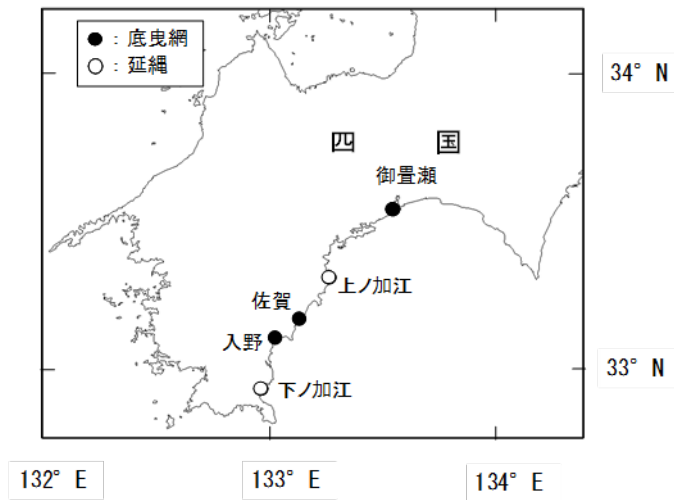 ●：底曳網
○：延縄
34° N
四国
御畳瀬
上ノ加江
佐賀
入野
33° N
下ノ加江
132° E
133° E
134° E